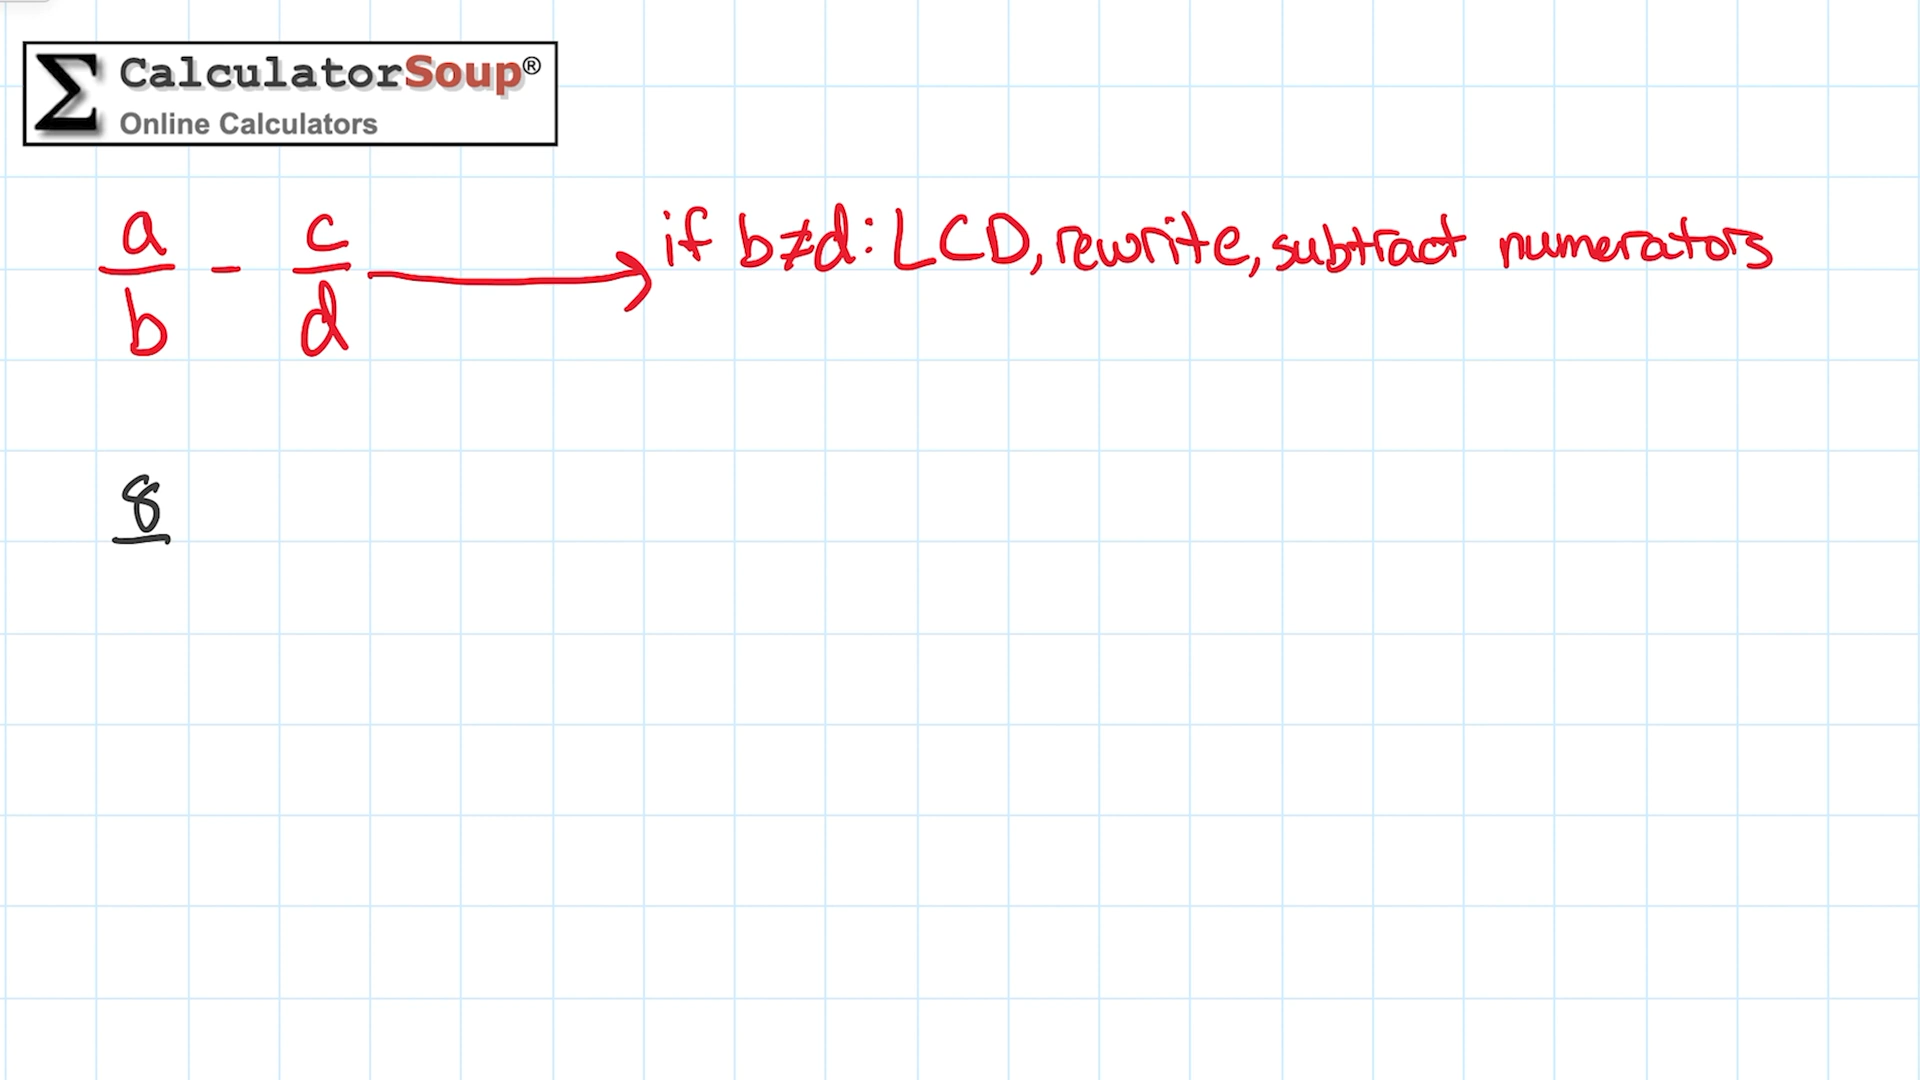 CalculatorSoup®
Online Calculators
a/b - c/d → if b≠d: LCD, rewrite, subtract numerators
8